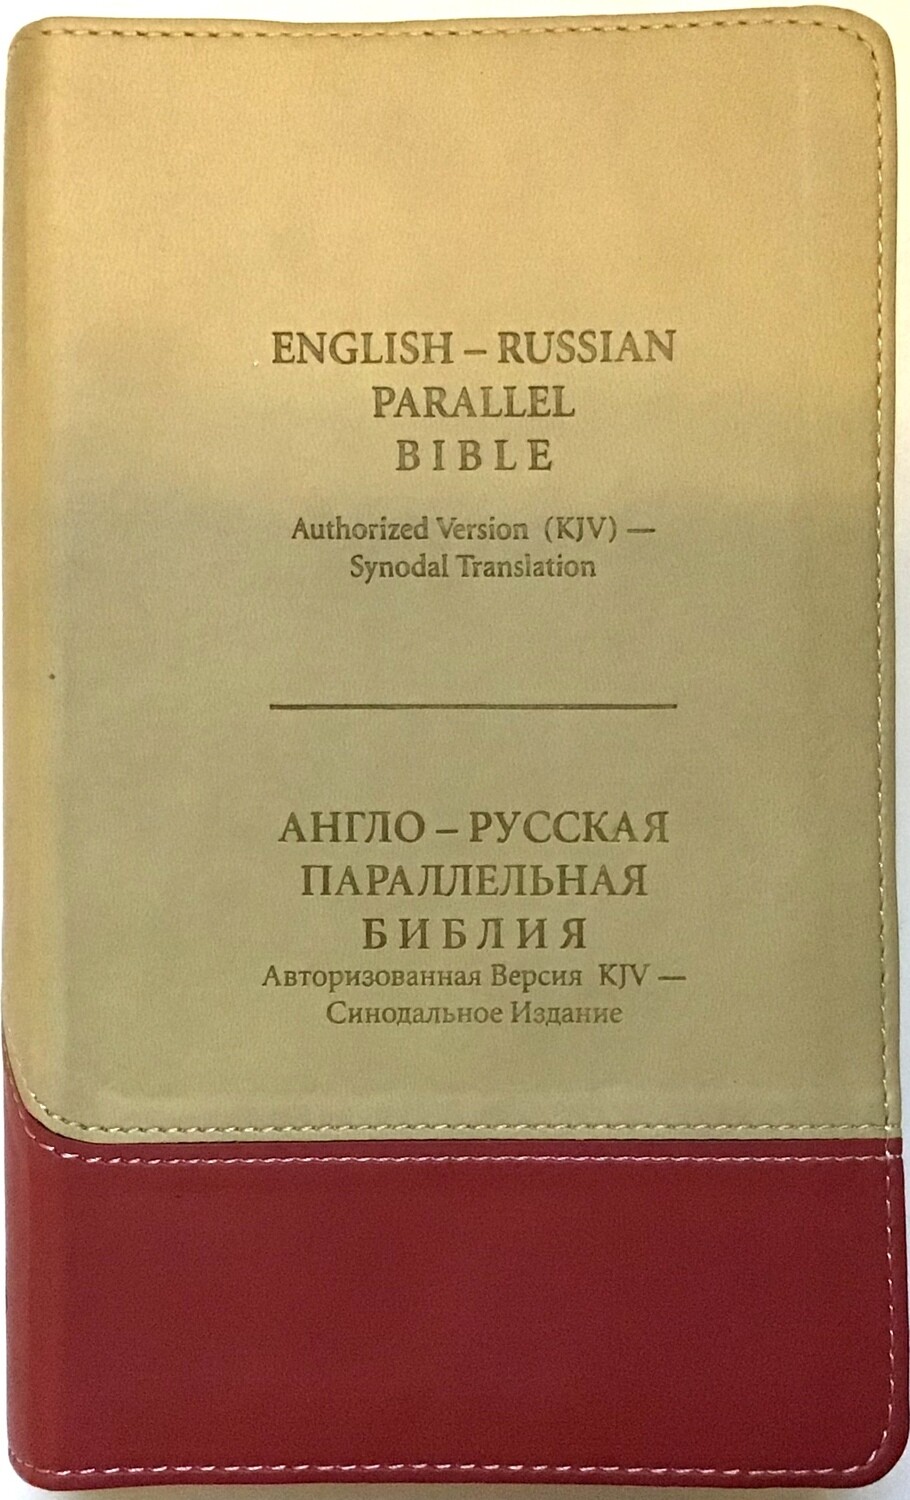 ENGLISH – RUSSIAN
PARALLEL
BIBLE
Authorized Version (KJV) —
Synodal Translation
АНГЛО – РУССКАЯ
ПАРАЛЛЕЛЬНАЯ
БИБЛИЯ
Авторизованная Версия KJV —
Синодальное Издание